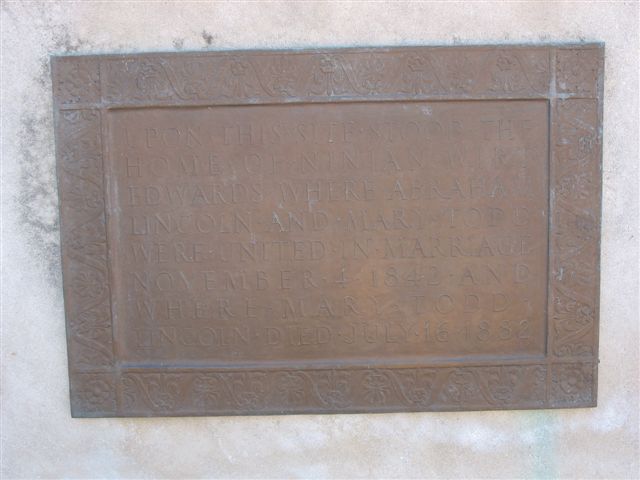 UPON · THIS · SITE · STOOD · THE
HOME · OF · NINIAN · WIRT
EDWARDS · WHERE · ABRAHAM
LINCOLN · AND · MARY · TODD
WERE · UNITED · IN · MARRIAGE
NOVEMBER · 4 · 1842 · AND
WHERE · MARY · TODD ·
LINCOLN · DIED · JULY · 16 · 1882